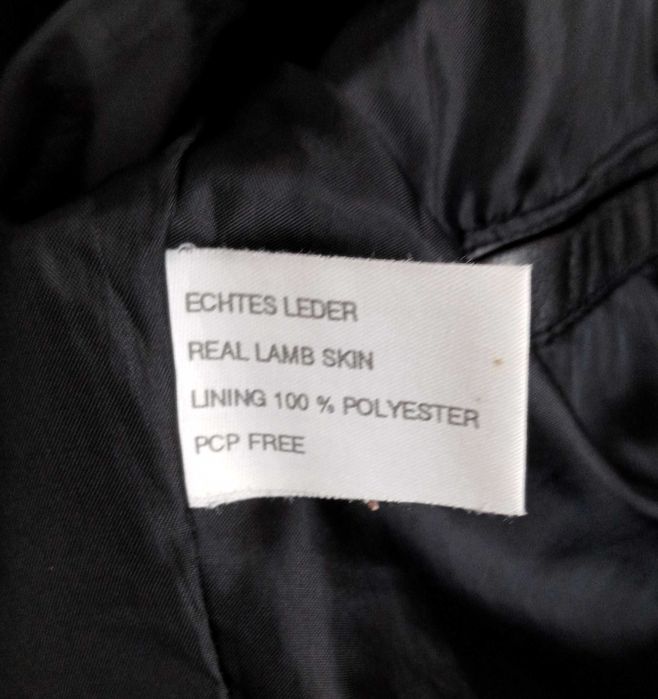 ECHTES LEDER
REAL LAMB SKIN
LINING 100 % POLYESTER
PCP FREE